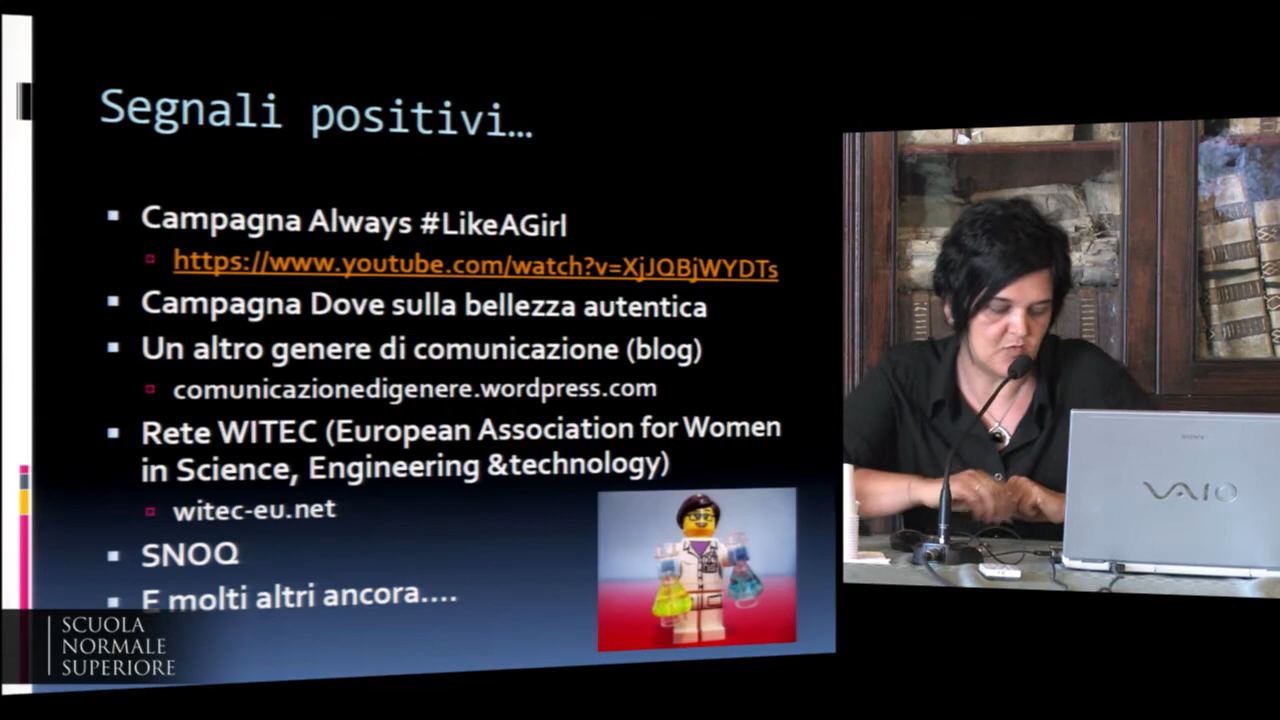 Segnali positivi…
Campagna Always #LikeAGirl
https://www.youtube.com/watch?v=XjJQBjWYDTs
Campagna Dove sulla bellezza autentica
Un altro genere di comunicazione (blog)
comunicazionedigenere.wordpress.com
Rete WITEC (European Association for Women
in Science, Engineering &technology)
witec-eu.net
SNOQ
E molti altri ancora....
SCUOLA
NORMALE
SUPERIORE
SONY
VAIO